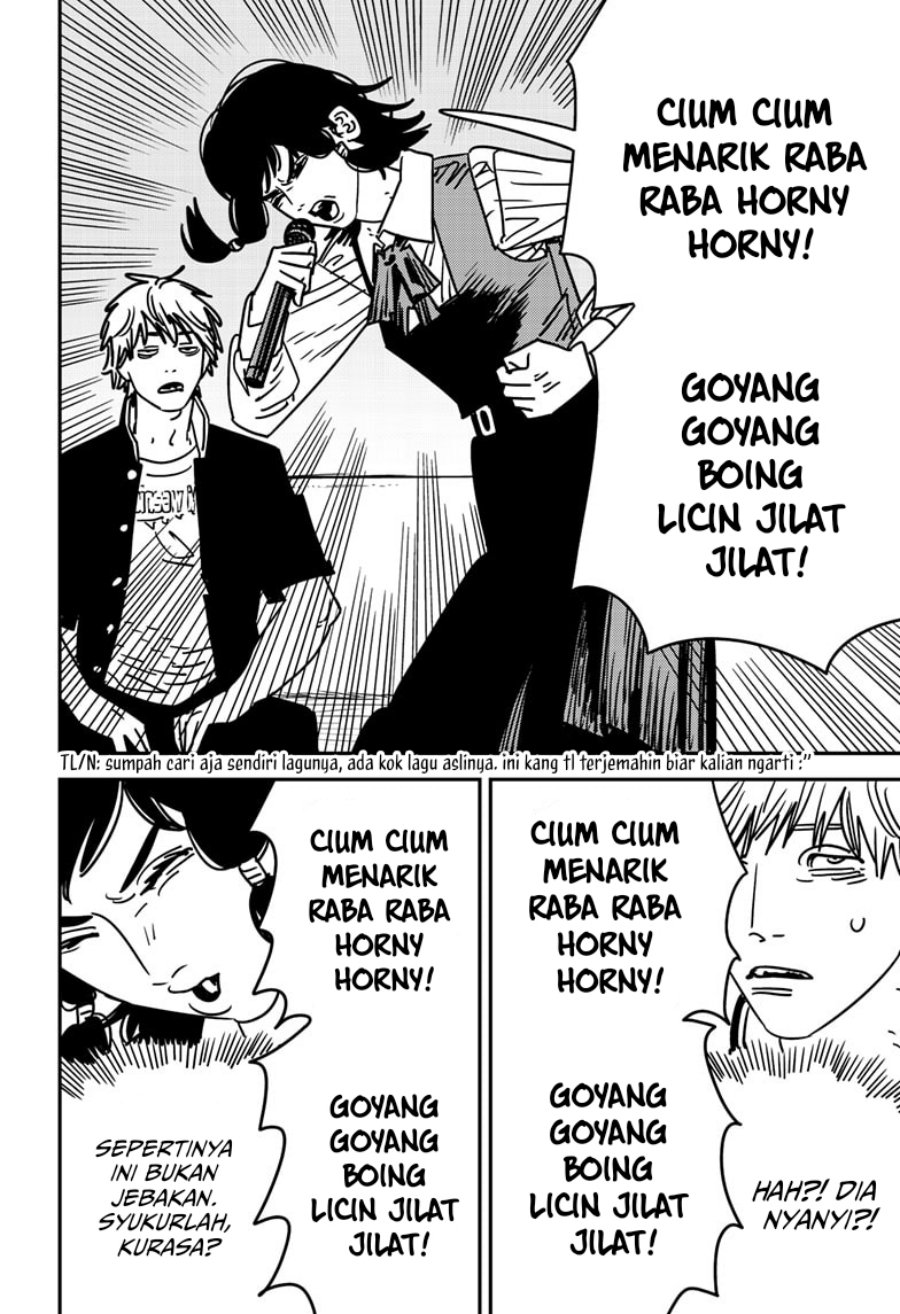 CIUM CIUM
MENARIK RABA
RABA HORNY
HORNY!
GOYANG
GOYANG
BOING
LICIN JILAT
JILAT!
TL/N: sumpah cari aja sendiri lagunya, ada kok lagu aslinya. ini kang tl terjemahin biar kalian ngarti :"
CIUM CIUM
MENARIK
RABA RABA
HORNY
HORNY!
GOYANG
GOYANG
BOING
LICIN JILAT
JILAT!
HAH?! DIA
NYANYI?!
CIUM CIUM
MENARIK
RABA RABA
HORNY
HORNY!
GOYANG
GOYANG
BOING
LICIN JILAT
JILAT!
SEPERTINYA
INI BUKAN
JEBAKAN.
SYUKURLAH,
KURASA?